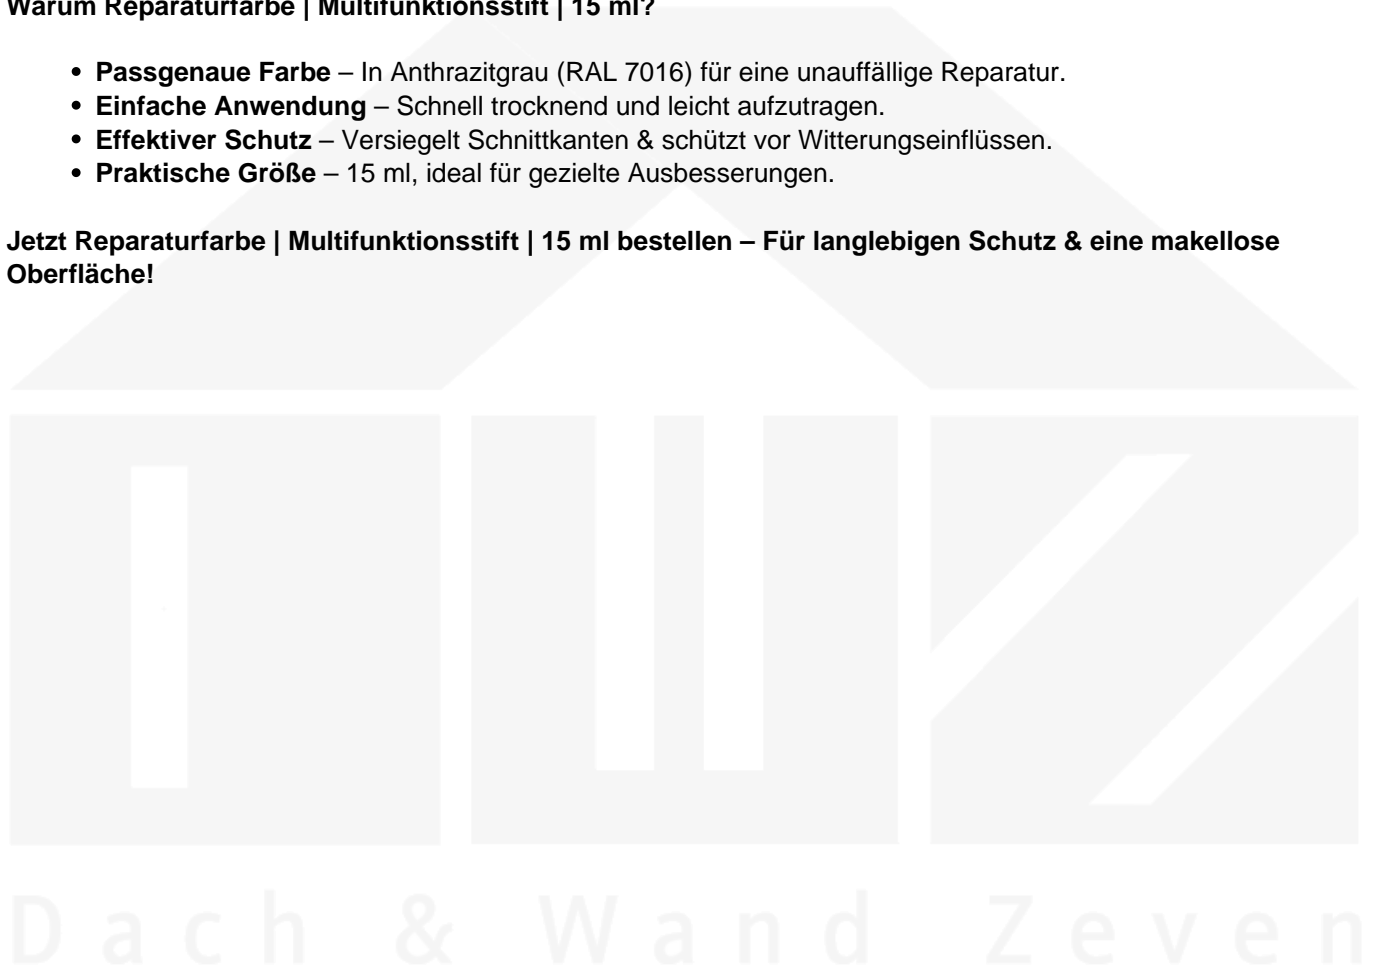 Warum Reparaturfarbe | Multifunktionsstift | 15 ml?
• Passgenaue Farbe – In Anthrazitgrau (RAL 7016) für eine unauffällige Reparatur.
• Einfache Anwendung – Schnell trocknend und leicht aufzutragen.
• Effektiver Schutz – Versiegelt Schnittkanten & schützt vor Witterungseinflüssen.
• Praktische Größe – 15 ml, ideal für gezielte Ausbesserungen.
Jetzt Reparaturfarbe | Multifunktionsstift | 15 ml bestellen – Für langlebigen Schutz & eine makellose
Oberfläche!
Dach & Wand Zeven